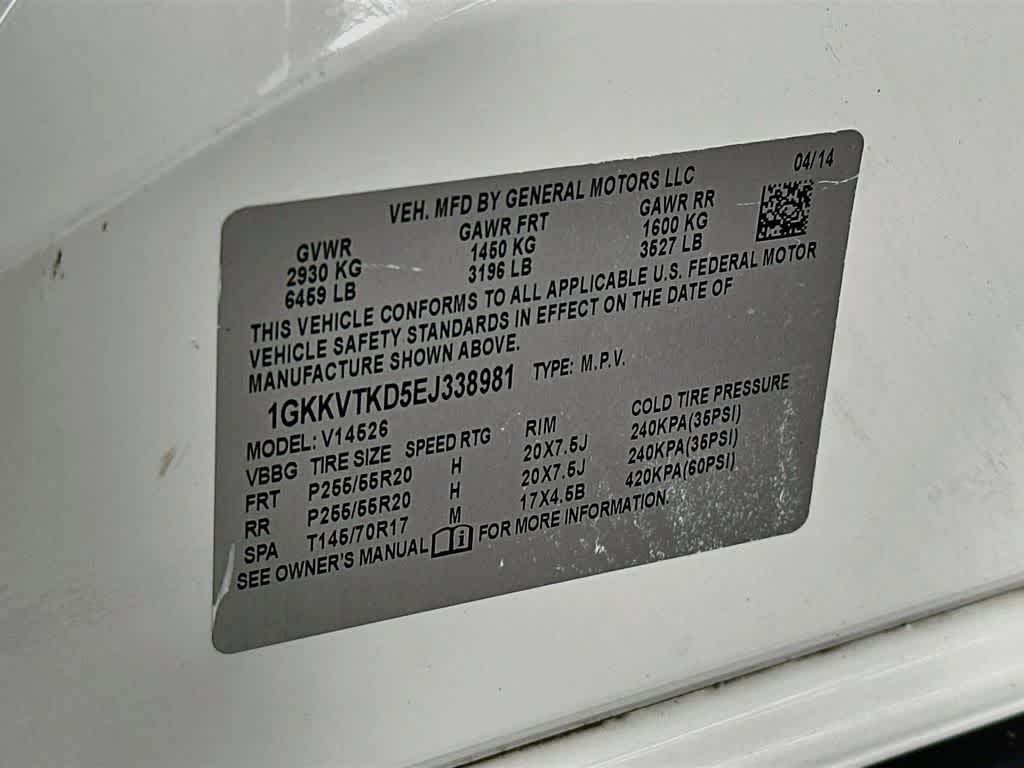 04/14
VEH. MFD BY GENERAL MOTORS LLC
GVWR GAWR FRT GAWR RR
2930 KG 1450 KG 1600 KG
6459 LB 3196 LB 3527 LB
THIS VEHICLE CONFORMS TO ALL APPLICABLE U.S. FEDERAL MOTOR
VEHICLE SAFETY STANDARDS IN EFFECT ON THE DATE OF
MANUFACTURE SHOWN ABOVE.
1GKKVTKD5EJ338981 TYPE: M.P.V.
MODEL: V14526
VBBG TIRE SIZE SPEED RTG RIM COLD TIRE PRESSURE
FRT P255/55R20 H 20X7.5J 240KPA(35PSI)
RR P255/55R20 H 20X7.5J 240KPA(35PSI)
SPA T145/70R17 M 17X4.5B 420KPA(60PSI)
SEE OWNER'S MANUAL i FOR MORE INFORMATION.